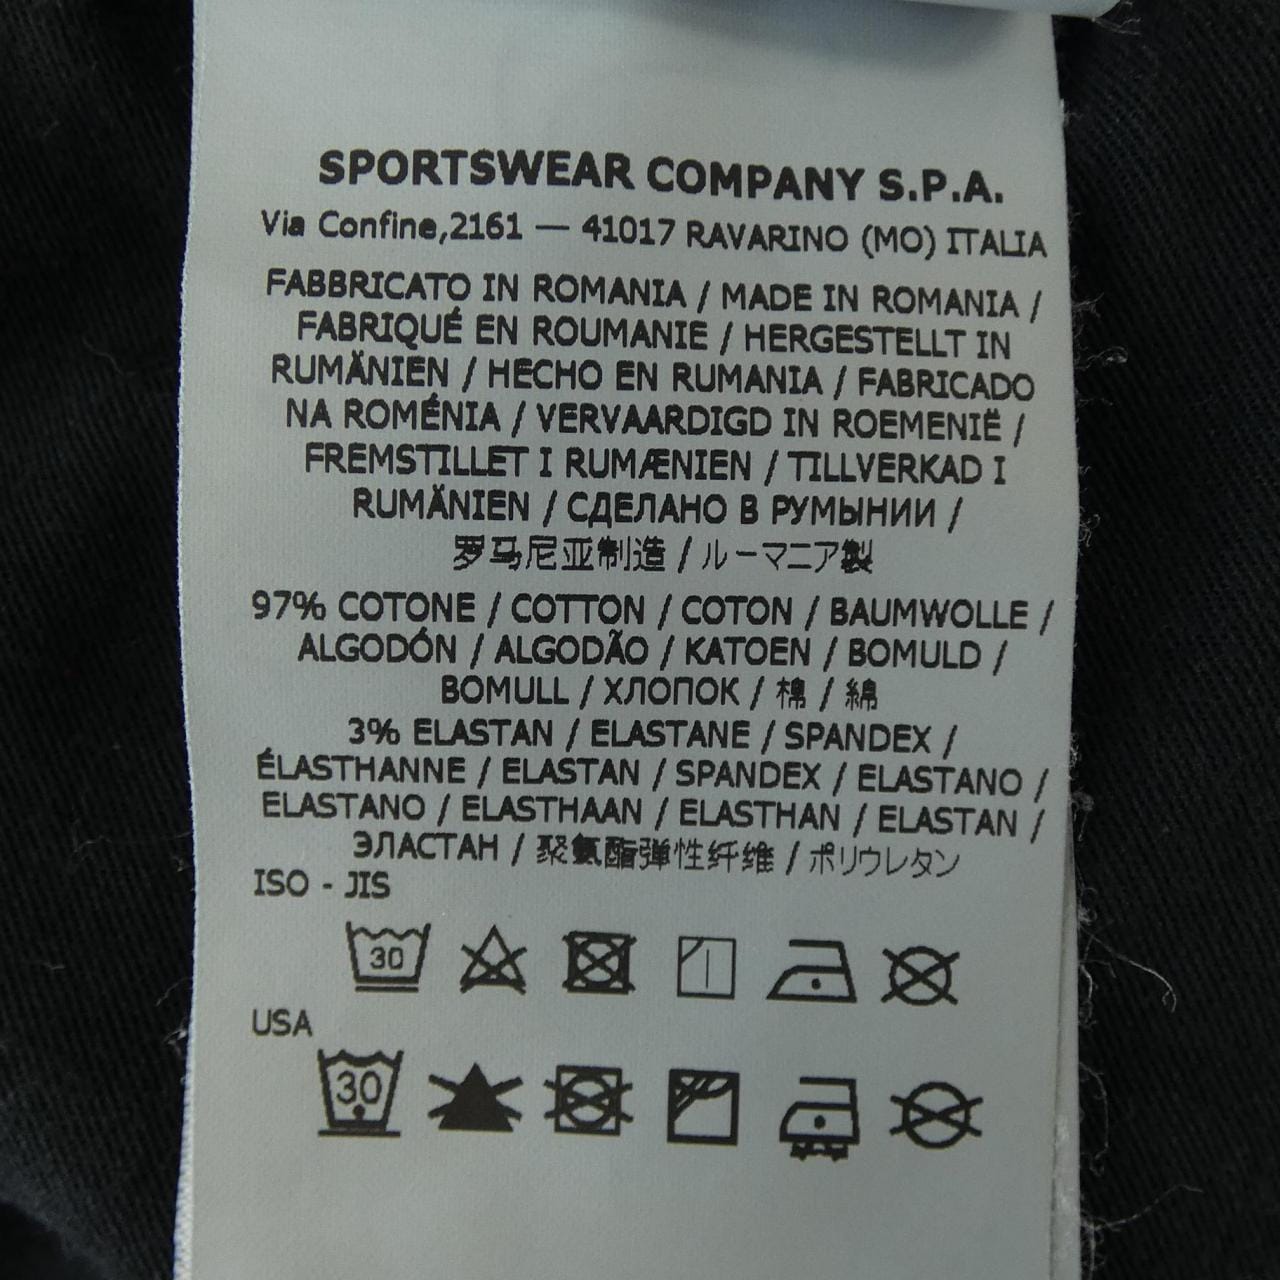 SPORTSWEAR COMPANY S.P.A.
Via Confine,2161 — 41017 RAVARINO (MO) ITALIA
FABBRICATO IN ROMANIA / MADE IN ROMANIA /
FABRIQUÉ EN ROUMANIE / HERGESTELLT IN
RUMÄNIEN / HECHO EN RUMANIA / FABRICADO
NA ROMÉNIA / VERVAARDIGD IN ROEMENIË /
FREMSTILLET I RUMÆNIEN / TILLVERKAD I
RUMÄNIEN / СДЕЛАНО В РУМЫНИИ /
罗马尼亚制造 / ルーマニア製
97% COTONE / COTTON / COTON / BAUMWOLLE /
ALGODÓN / ALGODÃO / KATOEN / BOMULD /
BOMULL / ХЛОПОК / 棉 / 綿
3% ELASTAN / ELASTANE / SPANDEX /
ÉLASTHANNE / ELASTAN / SPANDEX / ELASTANO /
ELASTANO / ELASTHAAN / ELASTHAN / ELASTAN /
ЭЛАСТАН / 聚氨酯弹性纤维 / ポリウレタン
ISO - JIS
30
USA
30